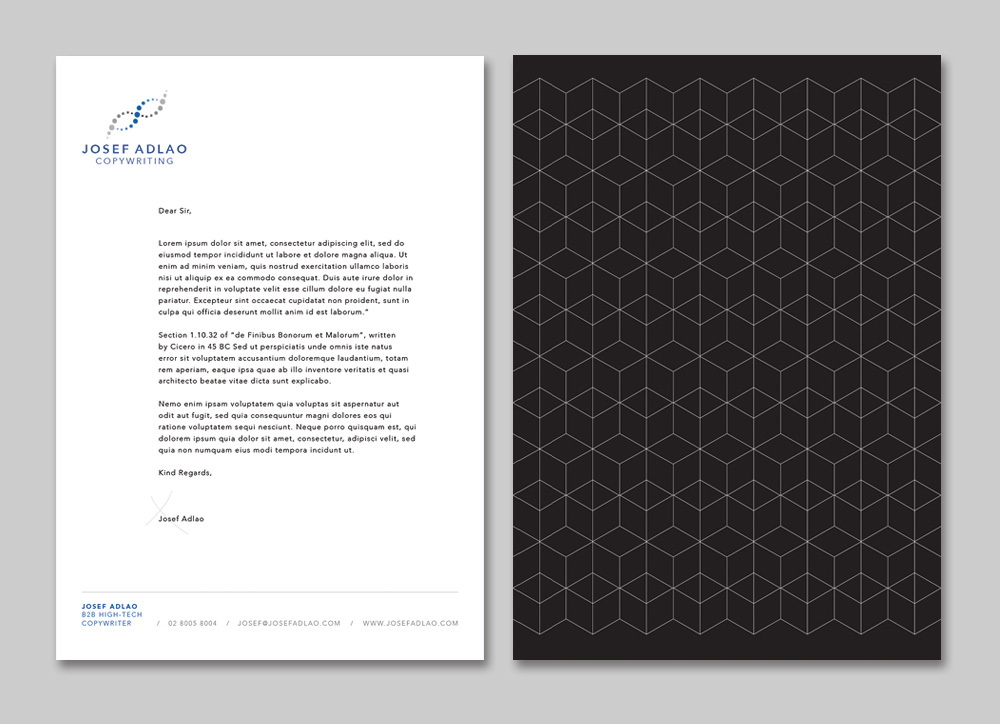 JOSEF ADLAO
COPYWRITING
Dear Sir,
Lorem ipsum dolor sit amet, consectetur adipiscing elit, sed do
eiusmod tempor incididunt ut labore et dolore magna aliqua. Ut
enim ad minim veniam, quis nostrud exercitation ullamco laboris
nisi ut aliquip ex ea commodo consequat. Duis aute irure dolor in
reprehenderit in voluptate velit esse cillum dolore eu fugiat nulla
pariatur. Excepteur sint occaecat cupidatat non proident, sunt in
culpa qui officia deserunt mollit anim id est laborum."
Section 1.10.32 of "de Finibus Bonorum et Malorum", written
by Cicero in 45 BC Sed ut perspiciatis unde omnis iste natus
error sit voluptatem accusantium doloremque laudantium, totam
rem aperiam, eaque ipsa quae ab illo inventore veritatis et quasi
architecto beatae vitae dicta sunt explicabo.
Nemo enim ipsam voluptatem quia voluptas sit aspernatur aut
odit aut fugit, sed quia consequuntur magni dolores eos qui
ratione voluptatem sequi nesciunt. Neque porro quisquam est, qui
dolorem ipsum quia dolor sit amet, consectetur, adipisci velit, sed
quia non numquam eius modi tempora incidunt ut.
Kind Regards,
Josef Adlao
JOSEF ADLAO
B2B HIGH-TECH
COPYWRITER / 02 8005 8004 / JOSEF@JOSEFADLAO.COM / WWW.JOSEFADLAO.COM